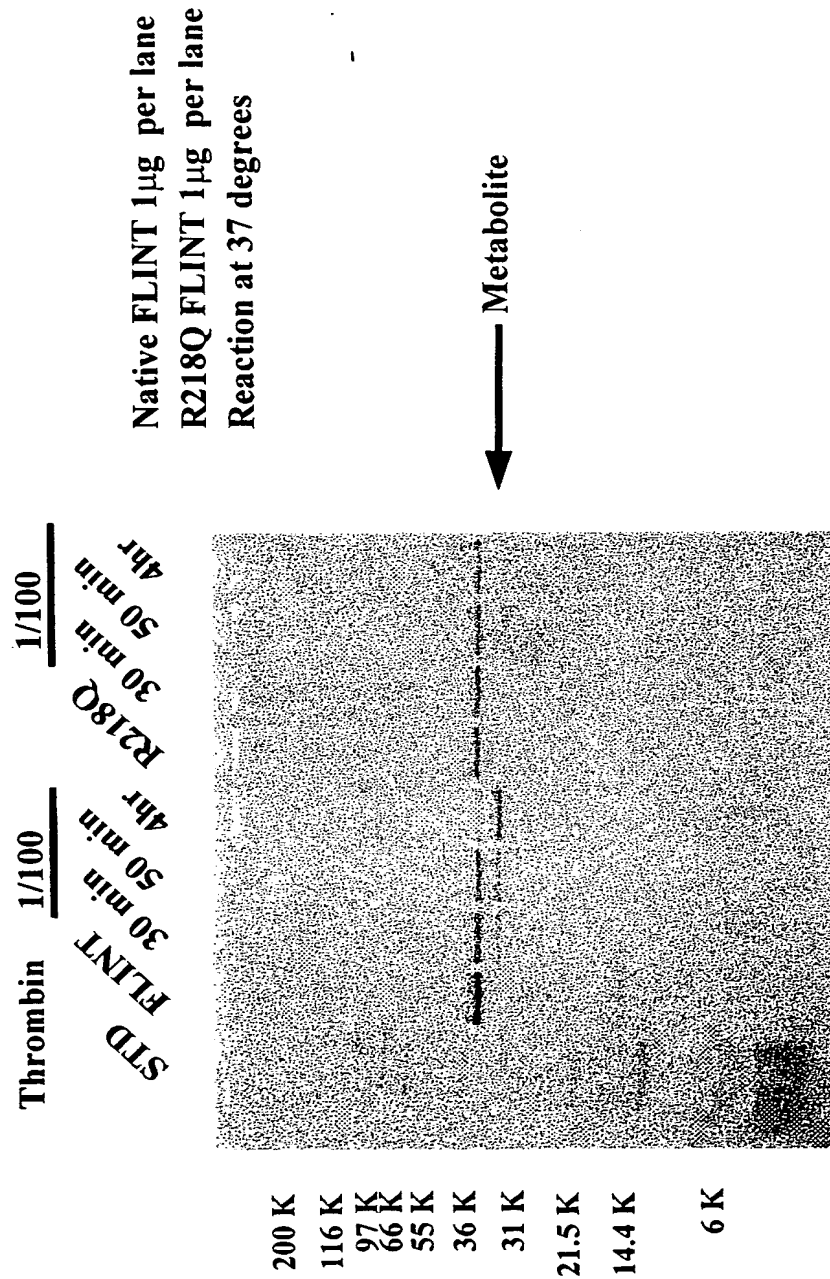 Thrombin
1/100
1/100
STD
FLINT
30 min
50 min
4hr
R218Q
30 min
50 min
4hr
200 K
116 K
97 K
66 K
55 K
36 K
31 K
21.5 K
14.4 K
6 K
Native FLINT 1µg per lane
R218Q FLINT 1µg per lane
Reaction at 37 degrees
Metabolite